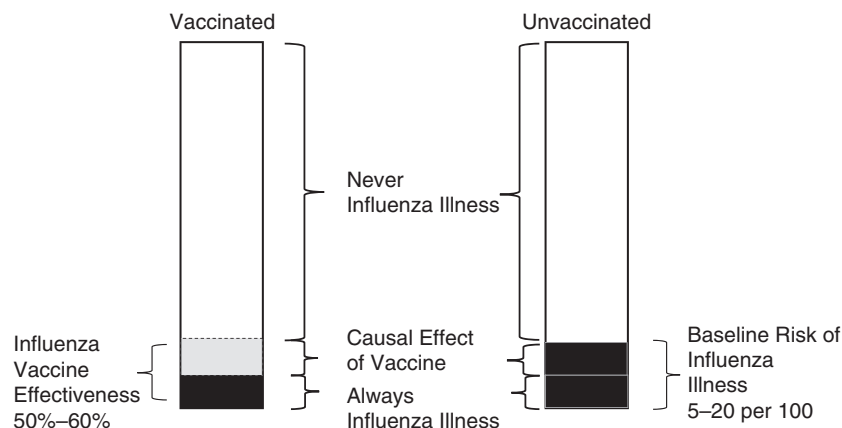 Vaccinated
Unvaccinated
Never
Influenza Illness
Influenza
Vaccine
Effectiveness
50%–60%
Causal Effect
of Vaccine
Always
Influenza Illness
Baseline Risk of
Influenza
Illness
5–20 per 100